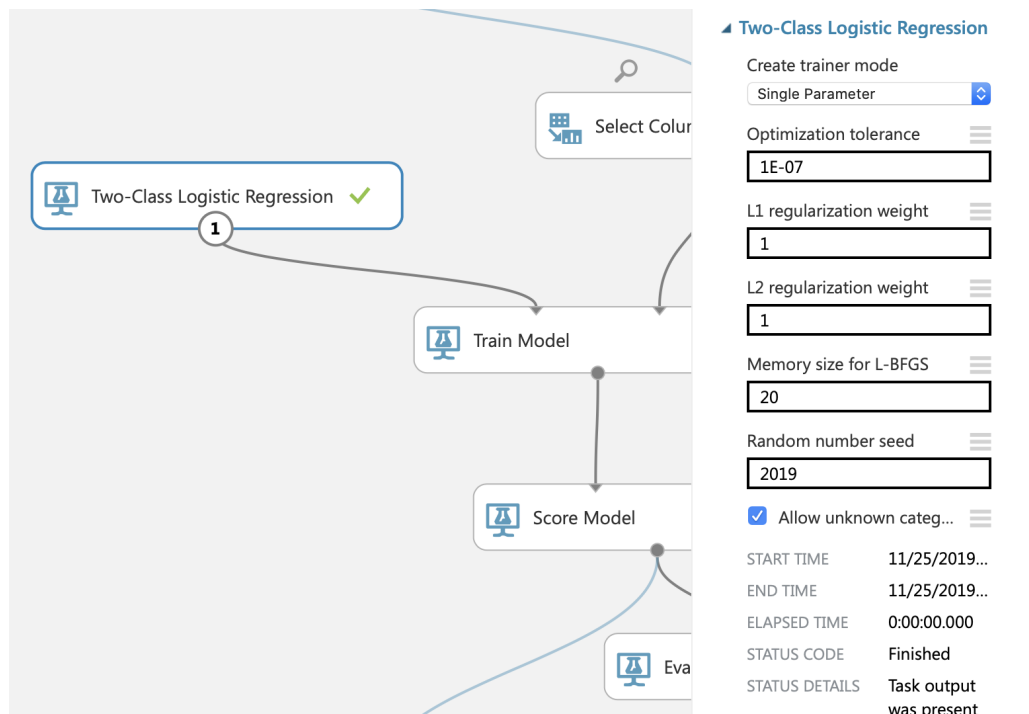 Select Colur
Two-Class Logistic Regression
1
Train Model
Score Model
Eva
Two-Class Logistic Regression
Create trainer mode
Single Parameter
Optimization tolerance
1E-07
L1 regularization weight
1
L2 regularization weight
1
Memory size for L-BFGS
20
Random number seed
2019
Allow unknown categ...
START TIME 11/25/2019...
END TIME 11/25/2019...
ELAPSED TIME 0:00:00.000
STATUS CODE Finished
STATUS DETAILS Task output
was present